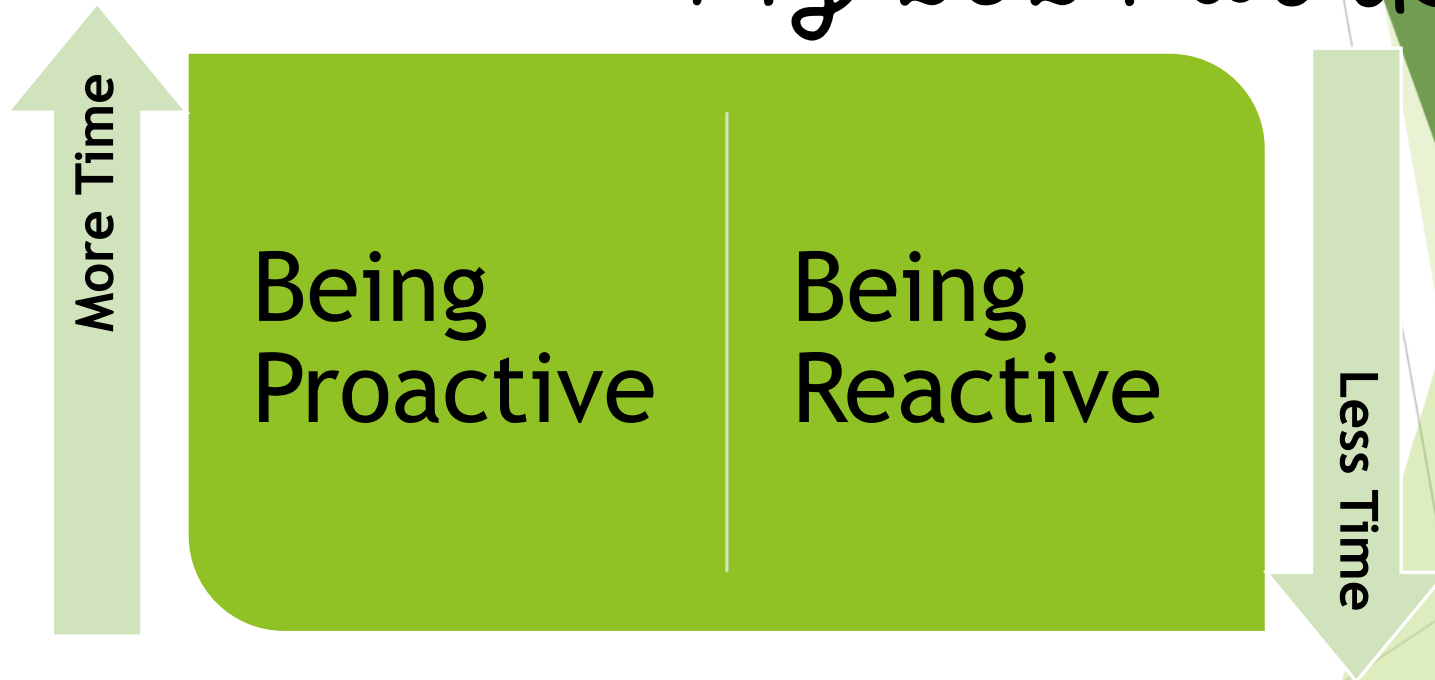 More Time
Being
Proactive
Being
Reactive
Less Time